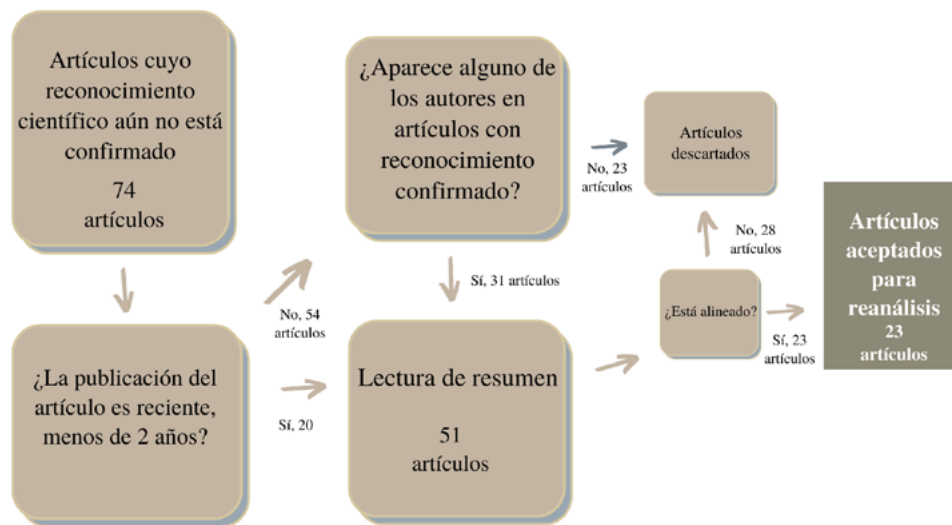 Artículos cuyo
reconocimiento
científico aún no está
confirmado
74
artículos
¿Aparece alguno de
los autores en
artículos con
reconocimiento
confirmado?
No, 23
artículos
Artículos
descartados
No, 28
artículos
Artículos
aceptados
para
reanálisis
23
artículos
Sí, 31 artículos
¿Está alineado?
Sí, 23
artículos
No, 54
artículos
¿La publicación del
artículo es reciente,
menos de 2 años?
Sí, 20
Lectura de resumen
51
artículos